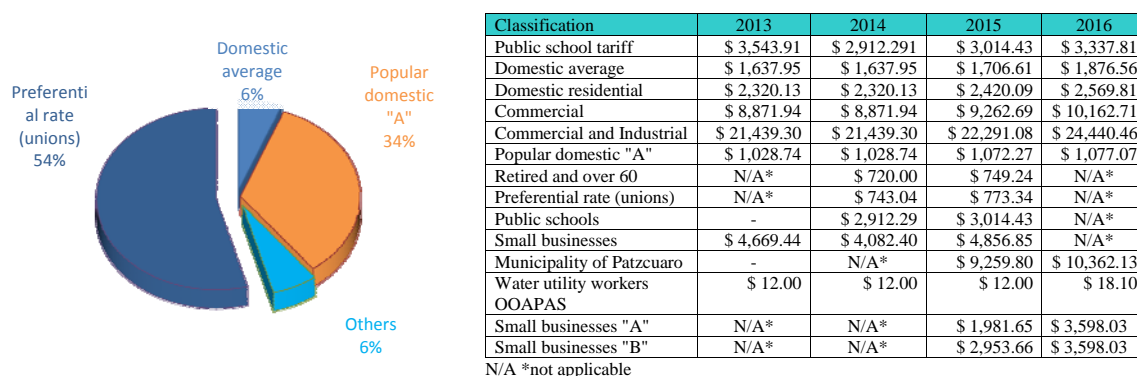 Domestic
average
6%
Popular
domestic
"A"
34%
Preferenti
al rate
(unions)
54%
Others
6%
Classification 2013 2014 2015 2016
Public school tariff $ 3,543.91 $ 2,912.291 $ 3,014.43 $ 3,337.81
Domestic average $ 1,637.95 $ 1,637.95 $ 1,706.61 $ 1,876.56
Domestic residential $ 2,320.13 $ 2,320.13 $ 2,420.09 $ 2,569.81
Commercial $ 8,871.94 $ 8,871.94 $ 9,262.69 $ 10,162.71
Commercial and Industrial $ 21,439.30 $ 21,439.30 $ 22,291.08 $ 24,440.46
Popular domestic "A" $ 1,028.74 $ 1,028.74 $ 1,072.27 $ 1,077.07
Retired and over 60 N/A* $ 720.00 $ 749.24 N/A*
Preferential rate (unions) N/A* $ 743.04 $ 773.34 N/A*
Public schools - $ 2,912.29 $ 3,014.43 N/A*
Small businesses $ 4,669.44 $ 4,082.40 $ 4,856.85 N/A*
Municipality of Patzcuaro - N/A* $ 9,259.80 $ 10,362.13
Water utility workers $ 12.00 $ 12.00 $ 12.00 $ 18.10
OOAPAS
Small businesses "A" N/A* N/A* $ 1,981.65 $ 3,598.03
Small businesses "B" N/A* N/A* $ 2,953.66 $ 3,598.03
N/A *not applicable